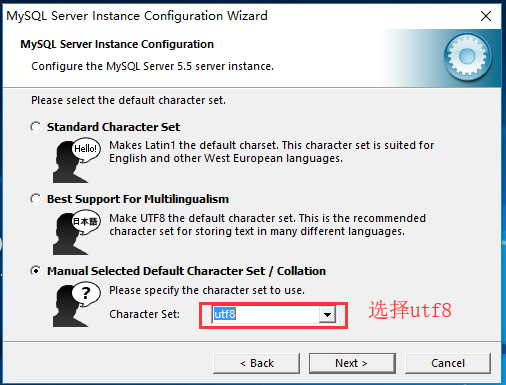 MySQL Server Instance Configuration Wizard
MySQL Server Instance Configuration
Configure the MySQL Server 5.5 server instance.
Please select the default character set.
Standard Character Set
Hello!
Makes Latin1 the default charset. This character set is suited for
English and other West European languages.
Best Support For Multilingualism
日本語
Make UTF8 the default character set. This is the recommended
character set for storing text in many different languages.
Manual Selected Default Character Set / Collation
?
Please specify the character set to use.
Character Set: utf8 选择utf8
< Back Next > Cancel